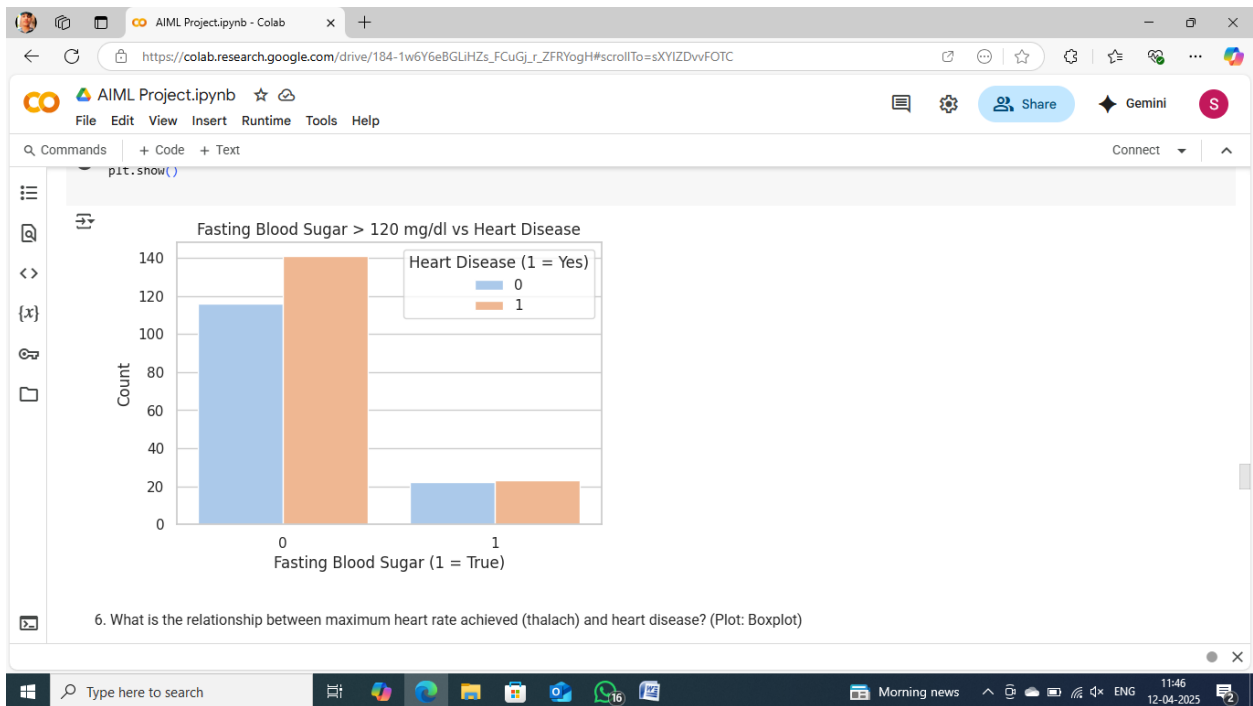 AIML Project.ipynb - Colab
https://colab.research.google.com/drive/184-1w6Y6eBGLiHZs_FCuGj_r_ZFRYogH#scrollTo=sXYIZDvvFOTC
AIML Project.ipynb
Share
Gemini
S
File Edit View Insert Runtime Tools Help
Commands + Code + Text
Connect
plt.show()
Fasting Blood Sugar > 120 mg/dl vs Heart Disease
Heart Disease (1 = Yes)
0
1
140
120
100
80
60
40
20
0
Count
0 1
Fasting Blood Sugar (1 = True)
6. What is the relationship between maximum heart rate achieved (thalach) and heart disease? (Plot: Boxplot)
Type here to search
16
Morning news
ENG
11:46
12-04-2025
2